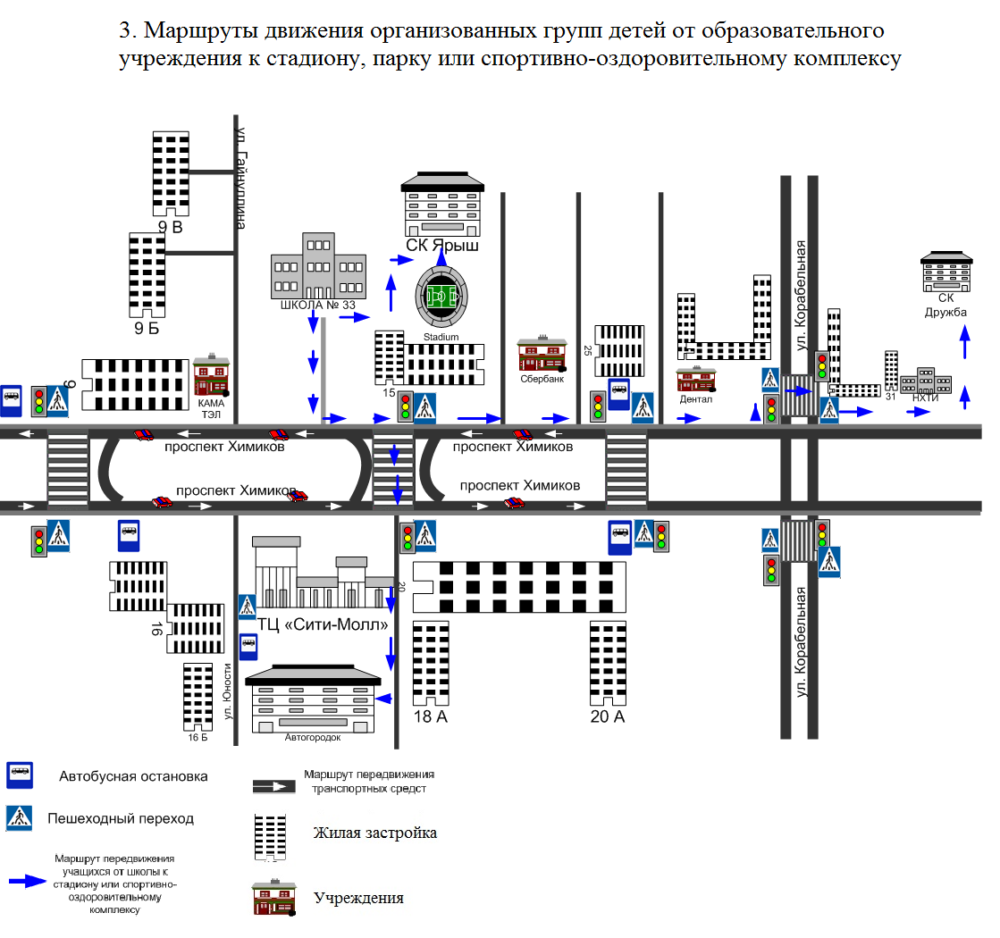 3. Маршруты движения организованных групп детей от образовательного
учреждения к стадиону, парку или спортивно-оздоровительному комплексу
ул. Гайнуллина
9 В
СК Ярыш
9 Б
ШКОЛА № 33
Stadium
ул. Корабельная
СК
Дружба
9
КАМА
ТЭЛ
15
Сбербанк
25
Дентал
31
НХТИ
проспект Химиков
проспект Химиков
проспект Химиков
проспект Химиков
20
16
ТЦ «Сити-Молл»
ул. Юности
16 Б
Автогородок
18 А
20 А
ул. Корабельная
Автобусная остановка
Маршрут передвижения
транспортных средст
Пешеходный переход
Жилая застройка
Маршрут передвижения
учащихся от школы к
стадиону или спортивно-
оздоровительному
комплексу
Учреждения